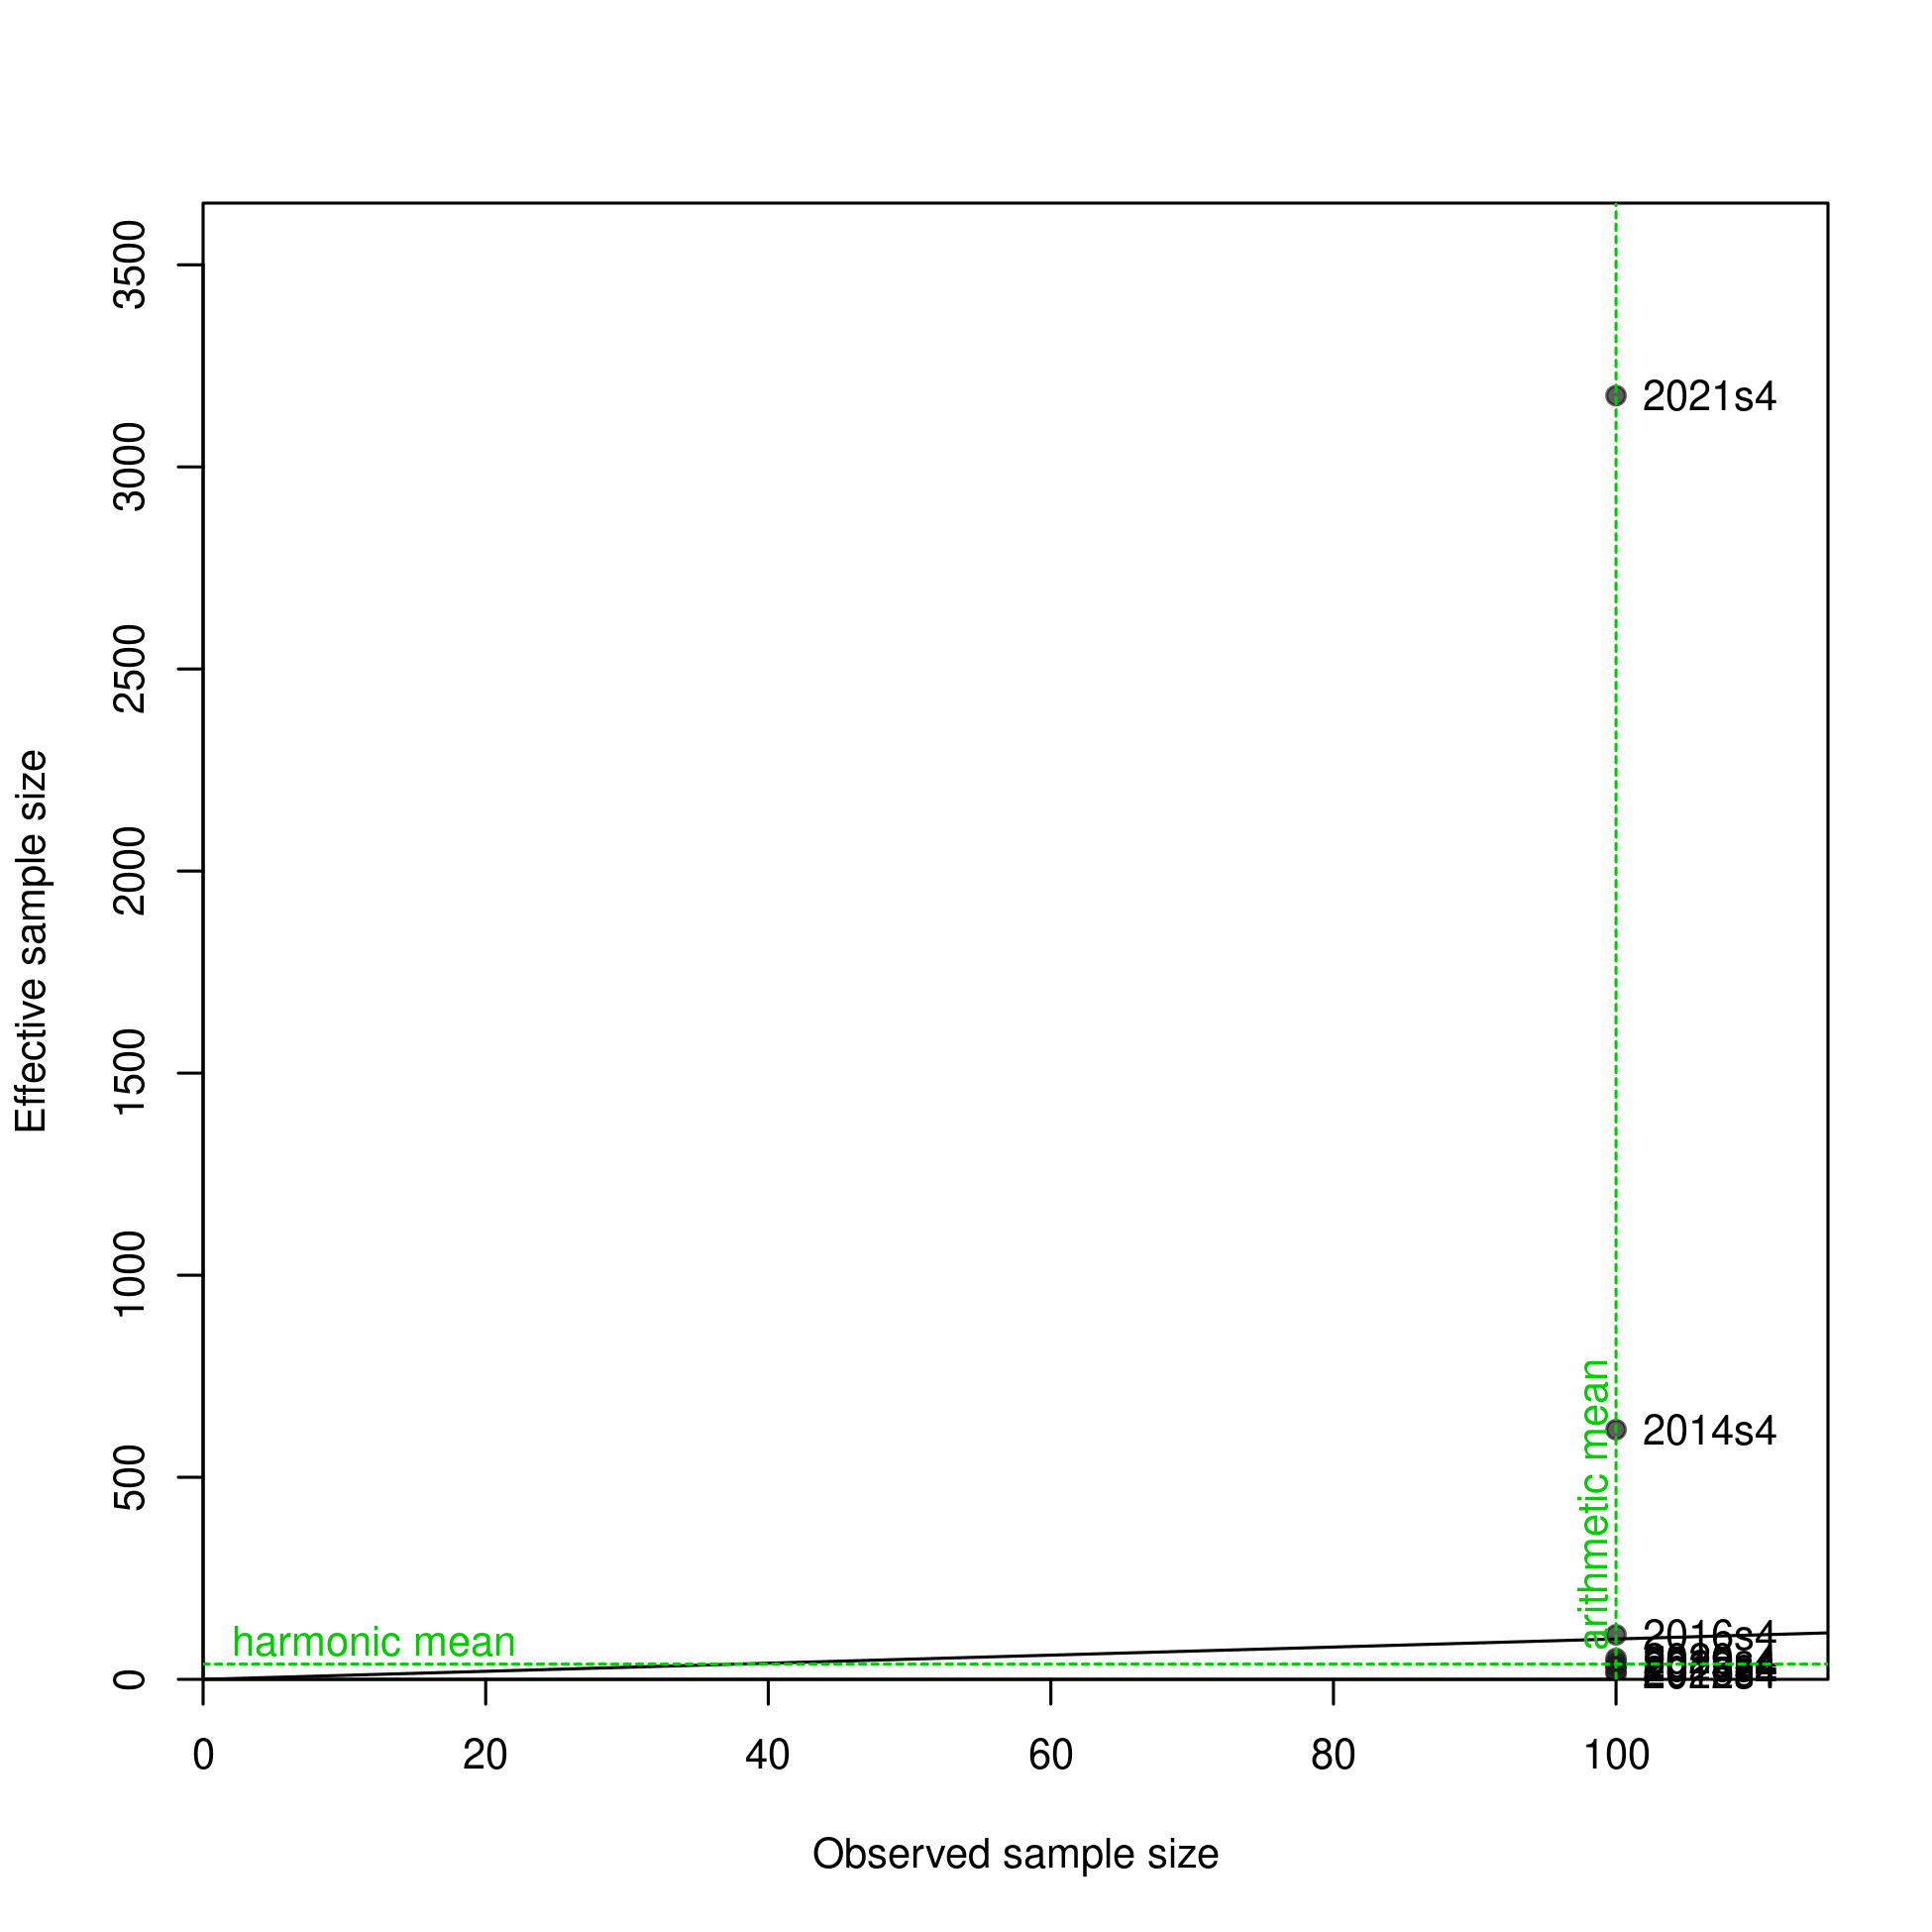 3500
3000
2500
2000
1500
1000
500
0
Effective sample size
2021s4
2014s4
2016s4
arithmetic mean
harmonic mean
0 20 40 60 80 100
Observed sample size